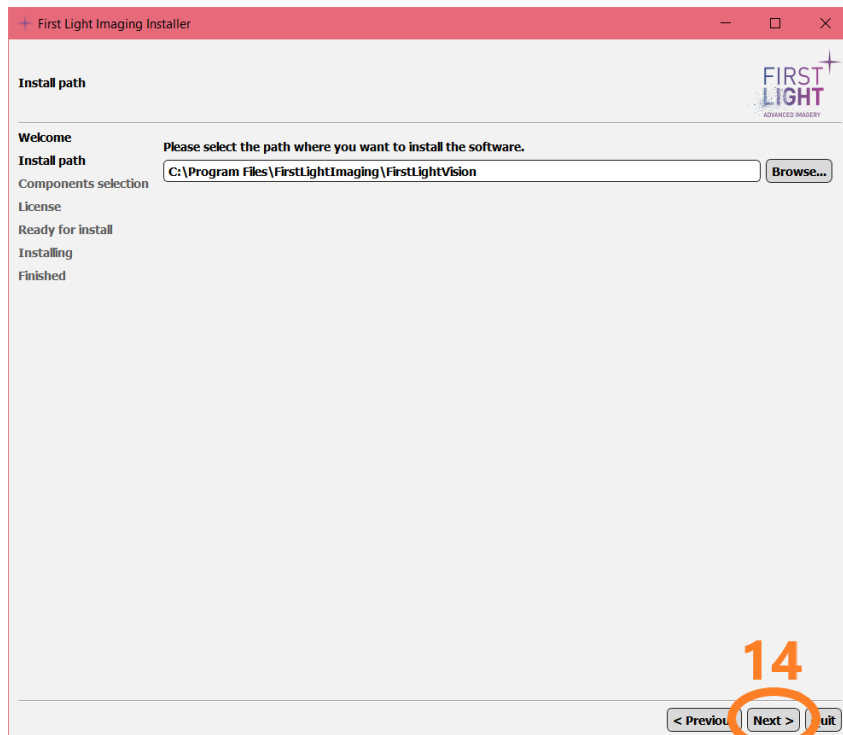 First Light Imaging Installer
Install path
FIRST
LIGHT
ADVANCED IMAGERY
Welcome
Install path
Components selection
License
Ready for install
Installing
Finished
Please select the path where you want to install the software.
C:\Program Files\FirstLightImaging\FirstLightVision
Browse...
14
< Previou
Next >
uit